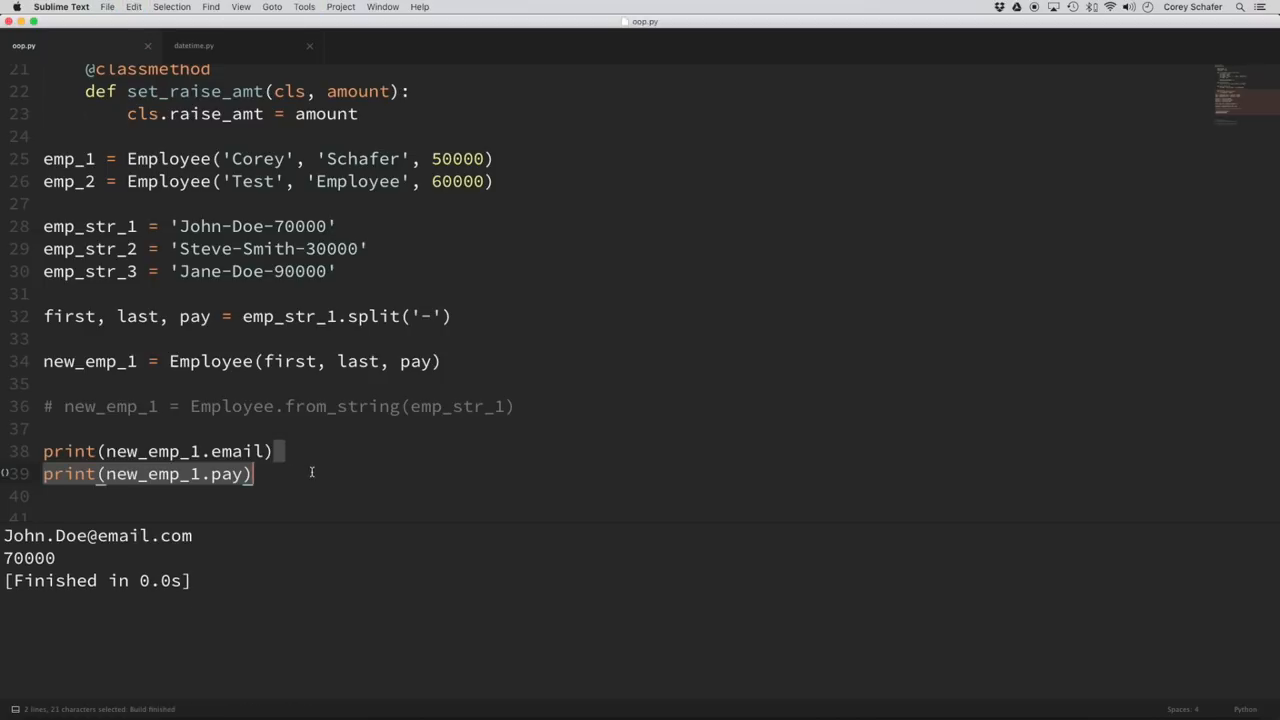 Sublime Text File Edit Selection Find View Goto Tools Project Window Help Corey Schafer
oop.py
oop.py datetime.py
21 @classmethod
22 def set_raise_amt(cls, amount):
23 cls.raise_amt = amount
24
25 emp_1 = Employee('Corey', 'Schafer', 50000)
26 emp_2 = Employee('Test', 'Employee', 60000)
27
28 emp_str_1 = 'John-Doe-70000'
29 emp_str_2 = 'Steve-Smith-30000'
30 emp_str_3 = 'Jane-Doe-90000'
31
32 first, last, pay = emp_str_1.split('-')
33
34 new_emp_1 = Employee(first, last, pay)
35
36 # new_emp_1 = Employee.from_string(emp_str_1)
37
38 print(new_emp_1.email)
39 print(new_emp_1.pay)
40
41
John.Doe@email.com
70000
[Finished in 0.0s]
2 lines, 21 characters selected; Build finished Spaces: 4 Python